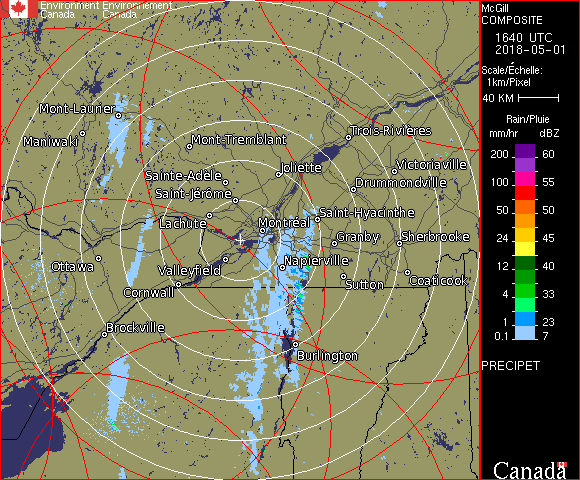 Environment Environnement
Canada Canada
McGill
COMPOSITE
1640 UTC
2018-05-01
Scale/Échelle:
1km/Pixel
40 KM
Rain/Pluie
mm/hr dBZ
200 60
100 55
50 50
24 45
12 40
4 33
1 23
0.1 7
PRECIPET
Canada
Mont-Laurier
Maniwaki
Mont-Tremblant
Trois-Rivières
Joliette
Victoriaville
Sainte-Adèle
Drummondville
Saint-Jérôme
Saint-Hyacinthe
Lachute
Montréal
Granby
Sherbrooke
Ottawa
Valleyfield
Napierville
Cornwall
Sutton
Coaticook
Brockville
Burlington